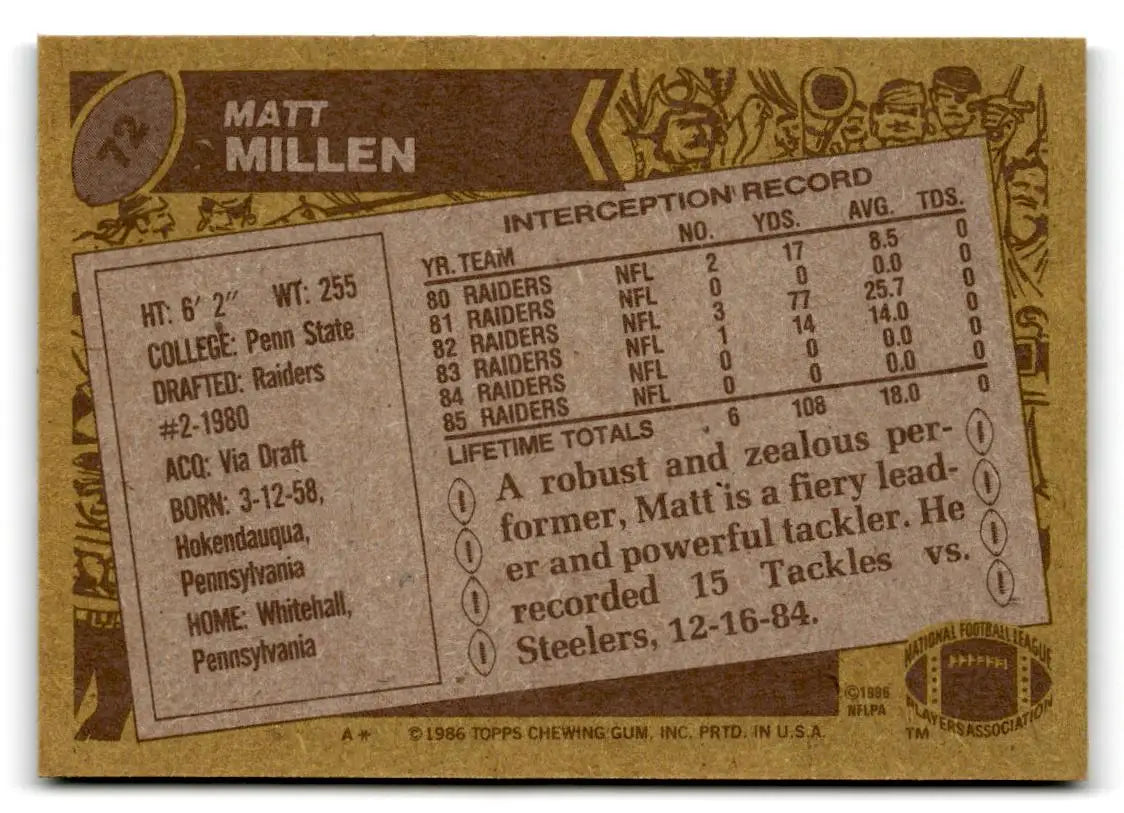 72
MATT
MILLEN
HT: 6' 2" WT: 255
COLLEGE: Penn State
DRAFTED: Raiders
#2-1980
ACQ: Via Draft
BORN: 3-12-58,
Hokendauqua,
Pennsylvania
HOME: Whitehall,
Pennsylvania
INTERCEPTION RECORD
YR. TEAM NO. YDS. AVG. TDS.
80 RAIDERS NFL 2 17 8.5 0
81 RAIDERS NFL 0 0 0.0 0
82 RAIDERS NFL 3 77 25.7 0
83 RAIDERS NFL 1 14 14.0 0
84 RAIDERS NFL 0 0 0.0 0
85 RAIDERS NFL 0 0 0.0 0
LIFETIME TOTALS 6 108 18.0 0
A robust and zealous per-
former, Matt is a fiery lead-
er and powerful tackler. He
recorded 15 Tackles vs.
Steelers, 12-16-84.
©1986
NFLPA
NATIONAL FOOTBALL LEAGUE
PLAYERS ASSOCIATION
TM
A* ©1986 TOPPS CHEWING GUM, INC. PRTD. IN U.S.A.